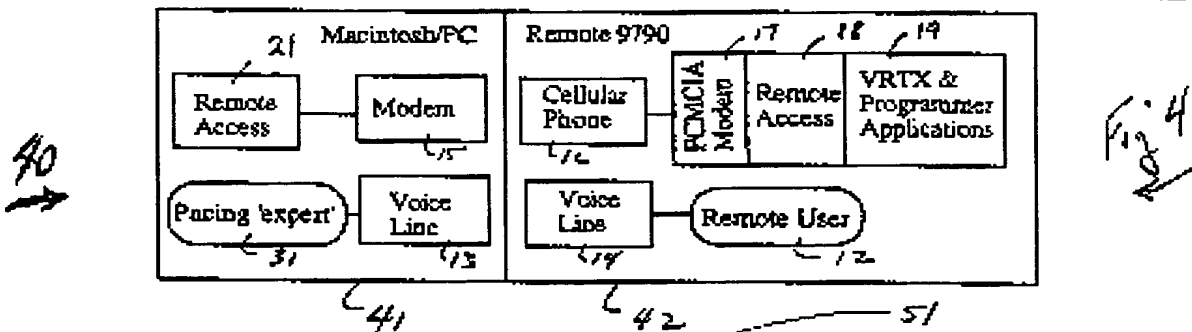 Macintosh/PC
Remote 9790
21
17
18
19
Remote
Access
Modem
15
Cellular
Phone
16
PCMCIA
Modem
Remote
Access
VRTX &
Programmer
Applications
40
Fig 4
Pacing 'expert'
31
Voice
Line
13
Voice
Line
14
Remote User
12
41
42
51